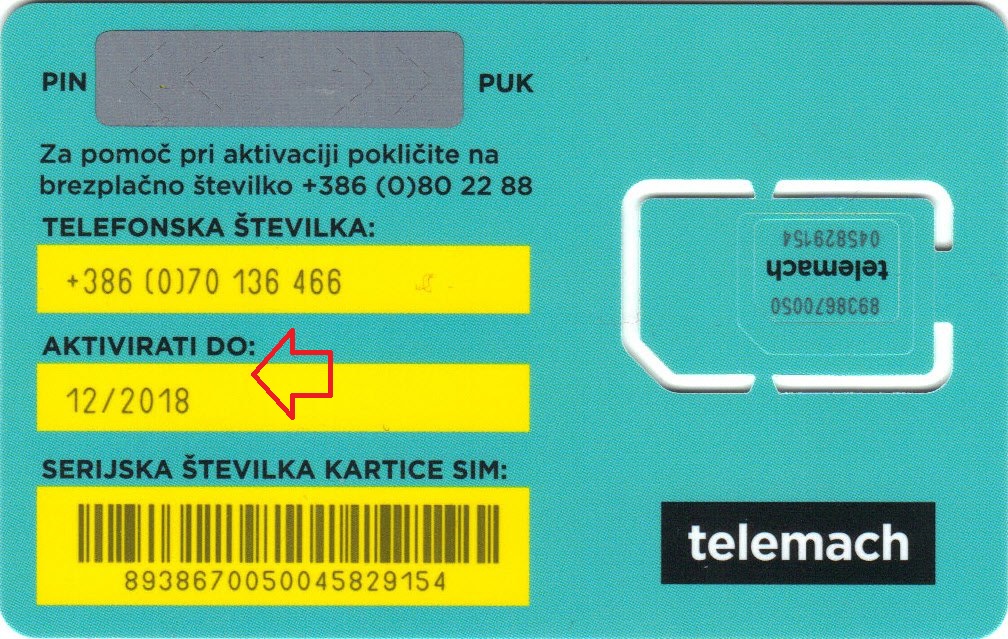 PIN PUK
Za pomoč pri aktivaciji pokličite na
brezplačno številko +386 (0)80 22 88
TELEFONSKA ŠTEVILKA:
+386 (0)70 136 466
AKTIVIRATI DO:
12/2018
SERIJSKA ŠTEVILKA KARTICE SIM:
8938670050045829154
8938670050
telemach
045829154
telemach